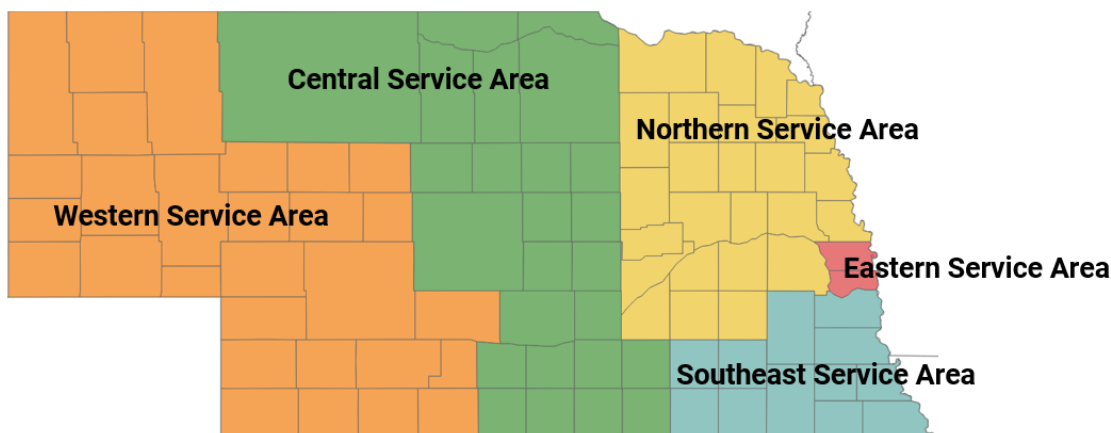 Central Service Area
Northern Service Area
Western Service Area
Eastern Service Area
Southeast Service Area